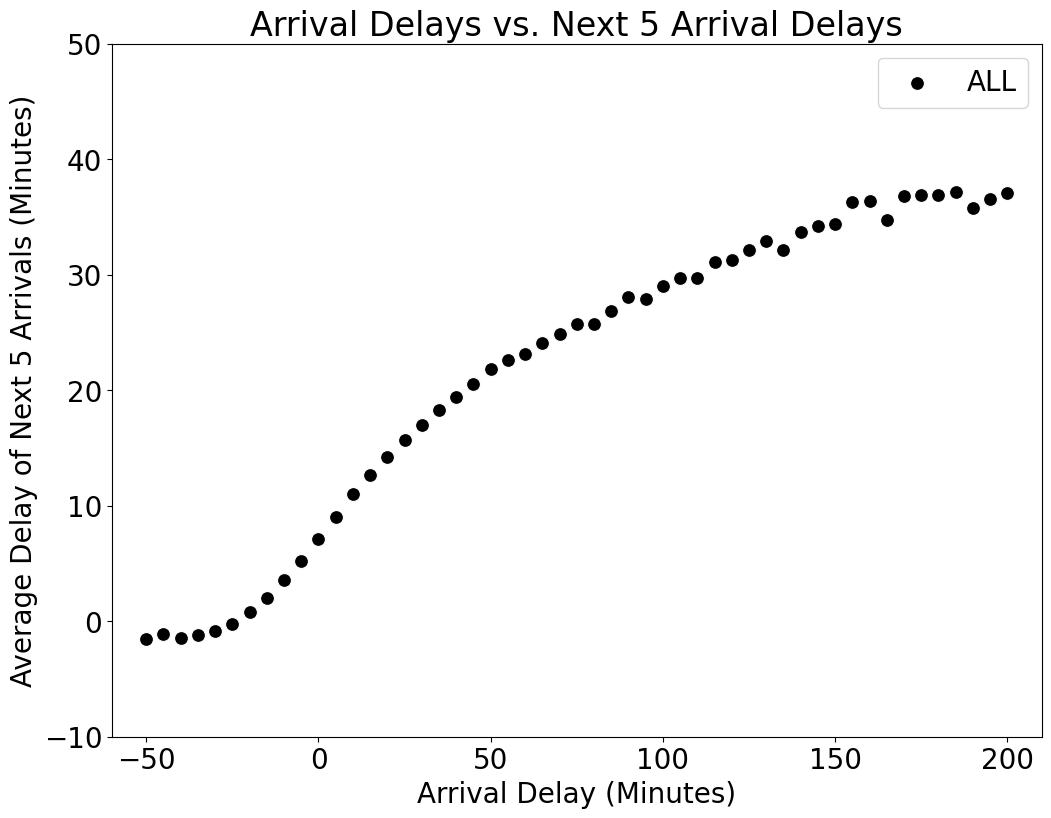 Arrival Delays vs. Next 5 Arrival Delays
ALL
Average Delay of Next 5 Arrivals (Minutes)
50
40
30
20
10
0
−10
−50 0 50 100 150 200
Arrival Delay (Minutes)